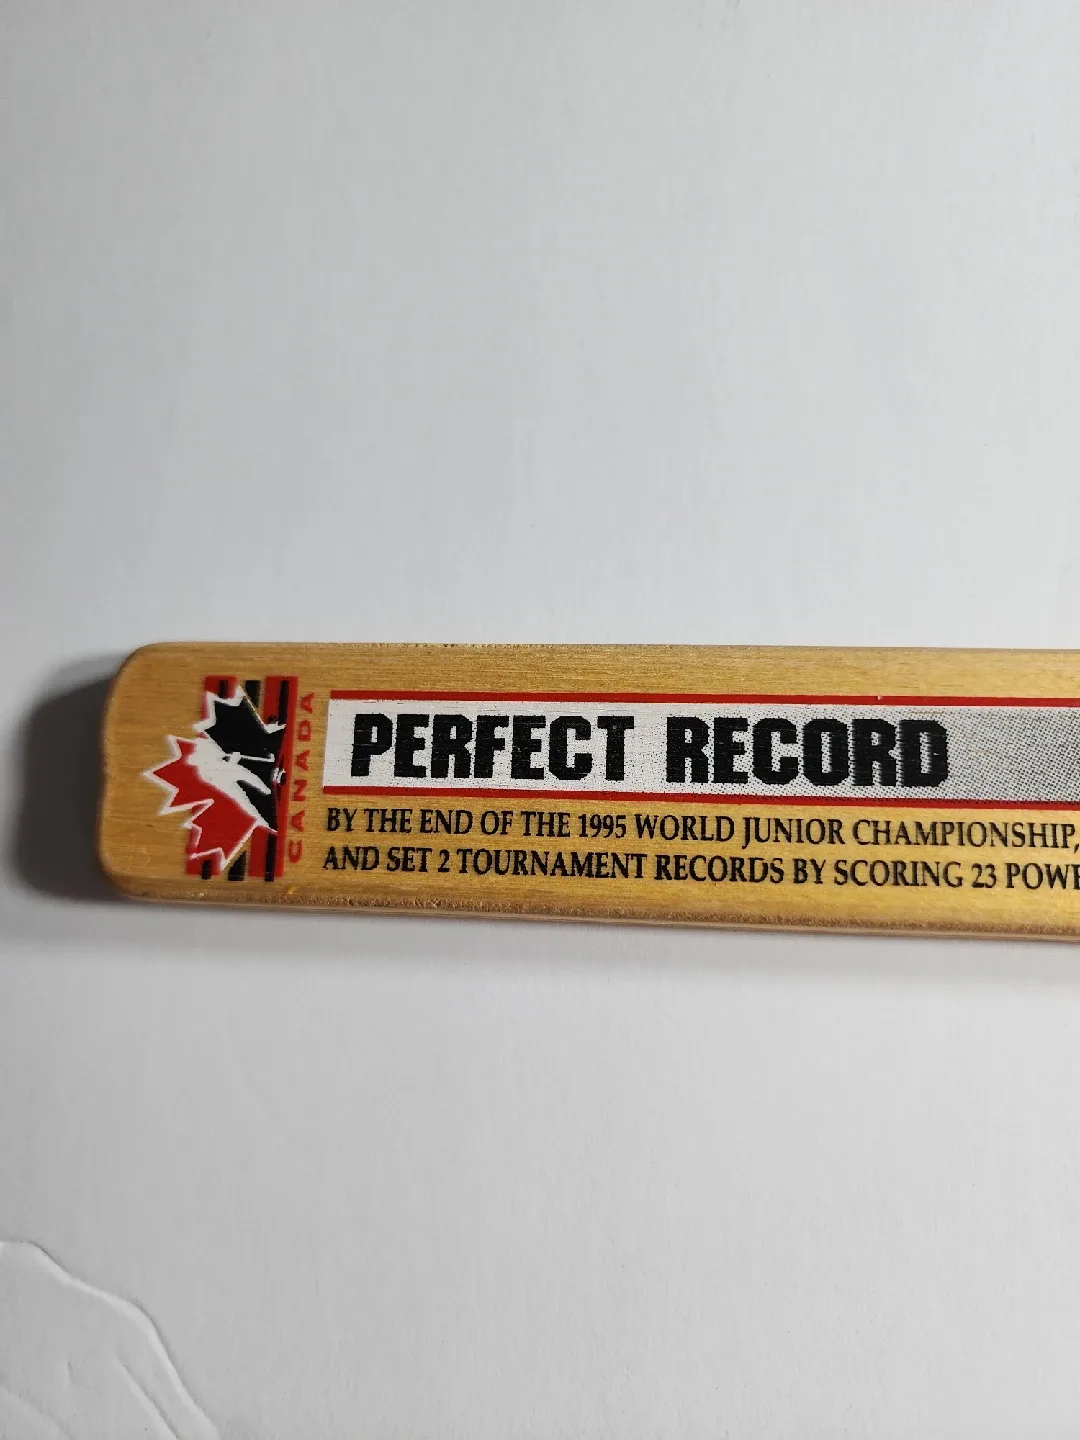 CANADA
PERFECT RECORD
BY THE END OF THE 1995 WORLD JUNIOR CHAMPIONSHIP,
AND SET 2 TOURNAMENT RECORDS BY SCORING 23 POWE